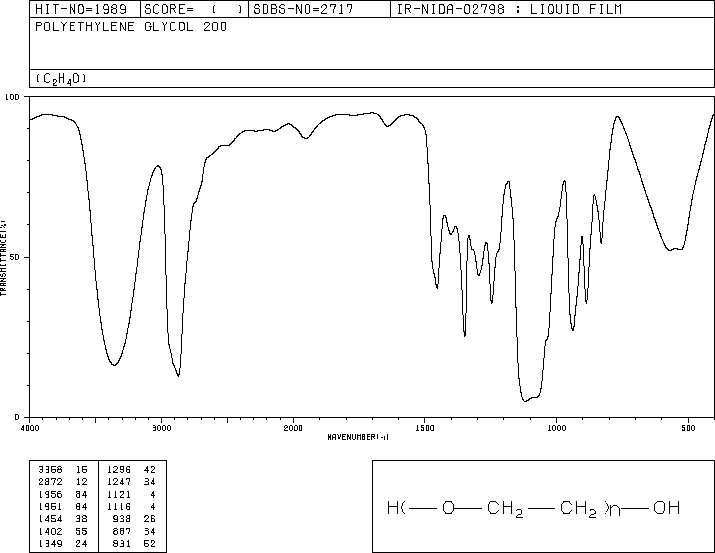 HIT-NO=1989 SCORE= ( ) SDBS-NO=2717 IR-NIDA-02798 : LIQUID FILM
POLYETHYLENE GLYCOL 200
(C2H4O)
100
50
0
TRANSMITTANCE(%)
4000 3000 2000 1500 1000 500
WAVENUMBER(-1)
3368 16 1296 42
2872 12 1247 34
1956 84 1121 4
1951 84 1116 4
1454 38 938 26
1402 55 887 34
1349 24 831 52
H(—O—CH2—CH2)n—OH